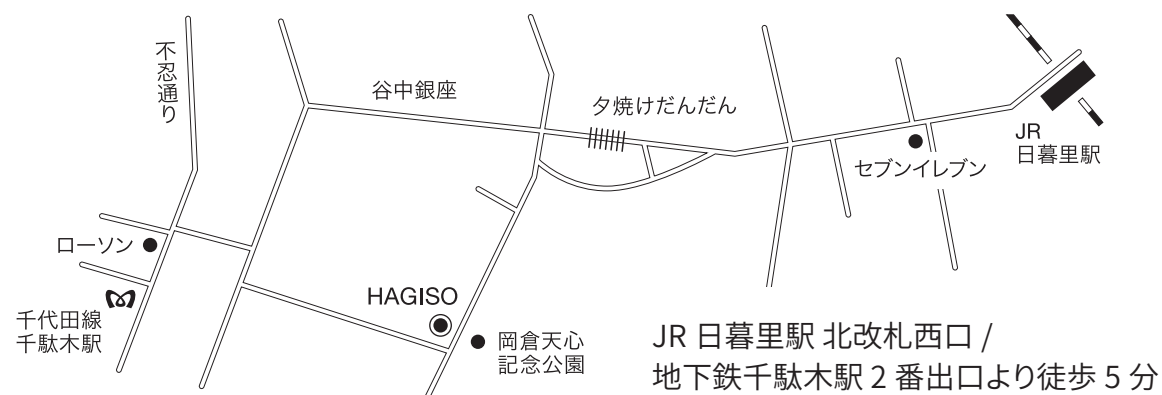 不忍通り
谷中銀座
夕焼けだんだん
JR
日暮里駅
セブンイレブン
ローソン
千代田線
千駄木駅
HAGISO
岡倉天心
記念公園
JR 日暮里駅 北改札西口 /
地下鉄千駄木駅 2 番出口より徒歩 5 分